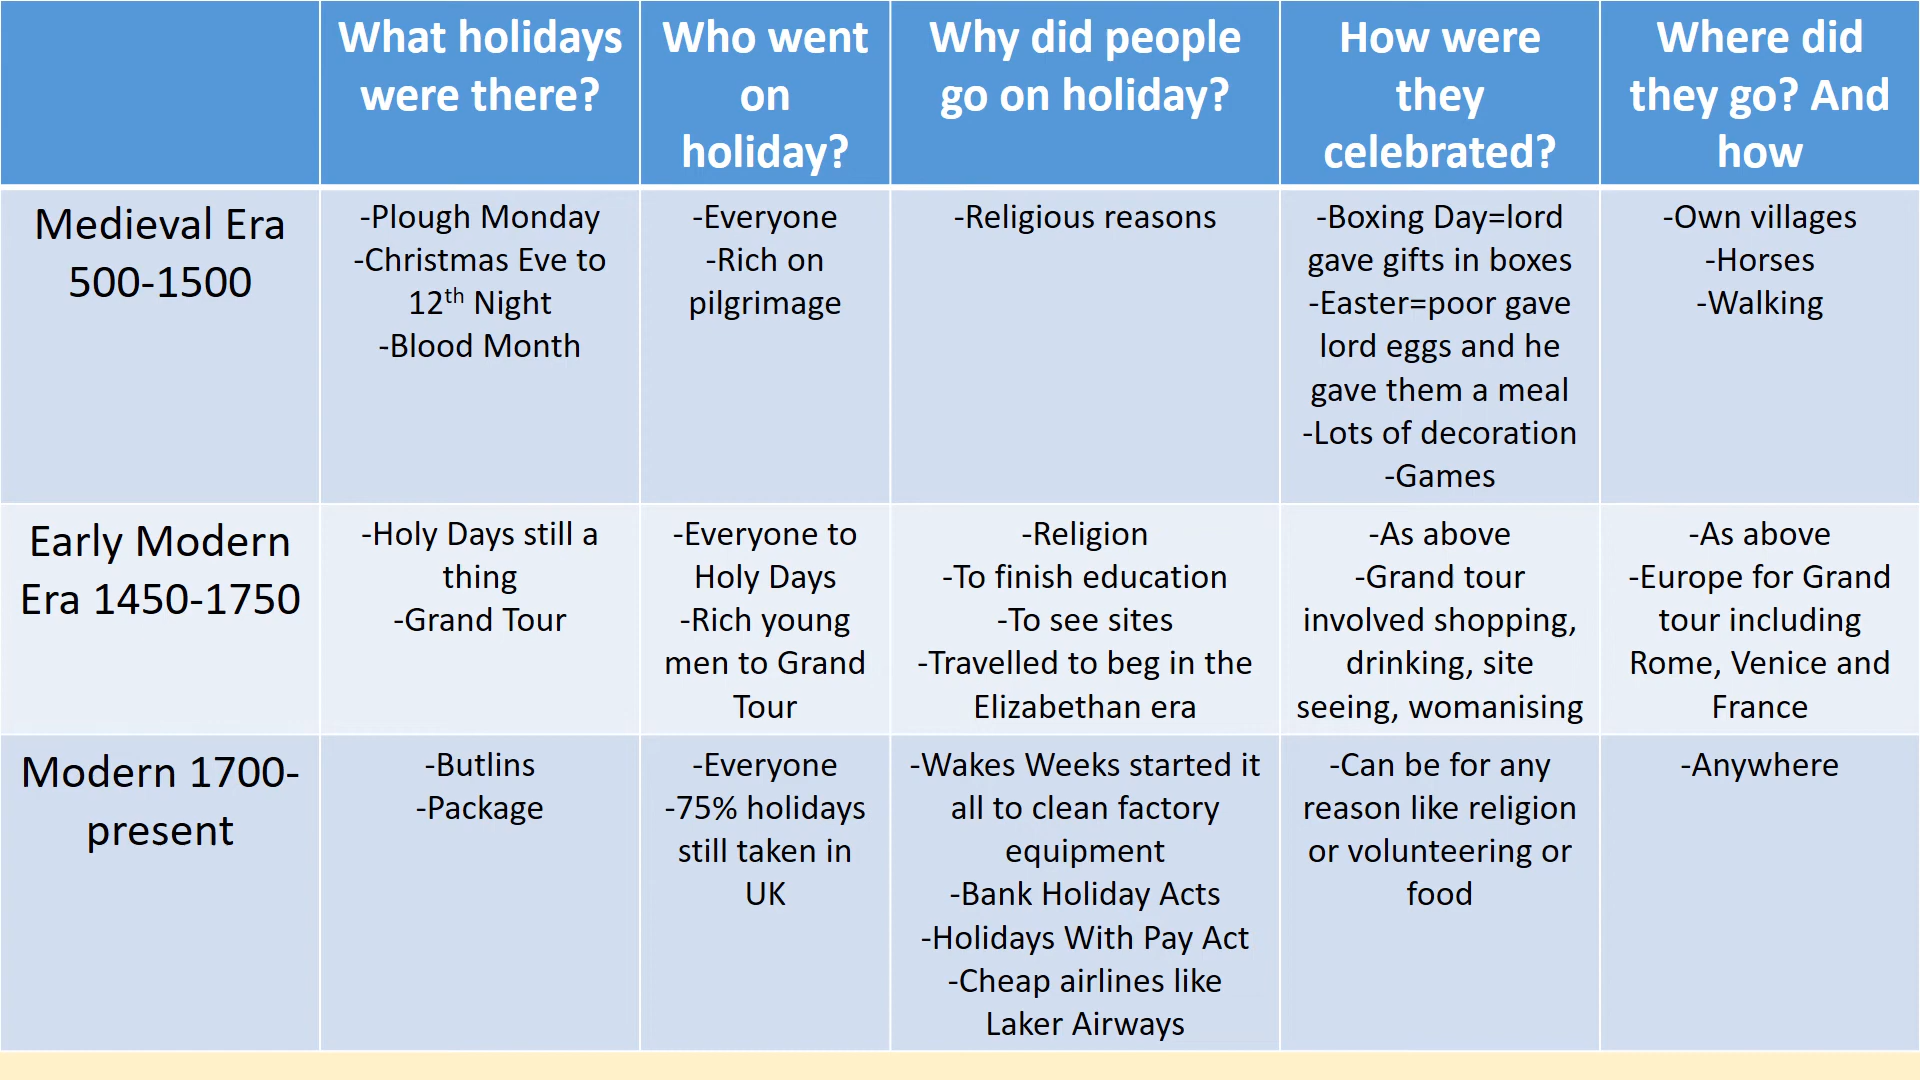 What holidays
were there?
Who went
on
holiday?
Why did people
go on holiday?
How were
they
celebrated?
Where did
they go? And
how
Medieval Era
500-1500
-Plough Monday
-Christmas Eve to
12th Night
-Blood Month
-Everyone
-Rich on
pilgrimage
-Religious reasons
-Boxing Day=lord
gave gifts in boxes
-Easter=poor gave
lord eggs and he
gave them a meal
-Lots of decoration
-Games
-Own villages
-Horses
-Walking
Early Modern
Era 1450-1750
-Holy Days still a
thing
-Grand Tour
-Everyone to
Holy Days
-Rich young
men to Grand
Tour
-Religion
-To finish education
-To see sites
-Travelled to beg in the
Elizabethan era
-As above
-Grand tour
involved shopping,
drinking, site
seeing, womanising
-As above
-Europe for Grand
tour including
Rome, Venice and
France
Modern 1700-
present
-Butlins
-Package
-Everyone
-75% holidays
still taken in
UK
-Wakes Weeks started it
all to clean factory
equipment
-Bank Holiday Acts
-Holidays With Pay Act
-Cheap airlines like
Laker Airways
-Can be for any
reason like religion
or volunteering or
food
-Anywhere